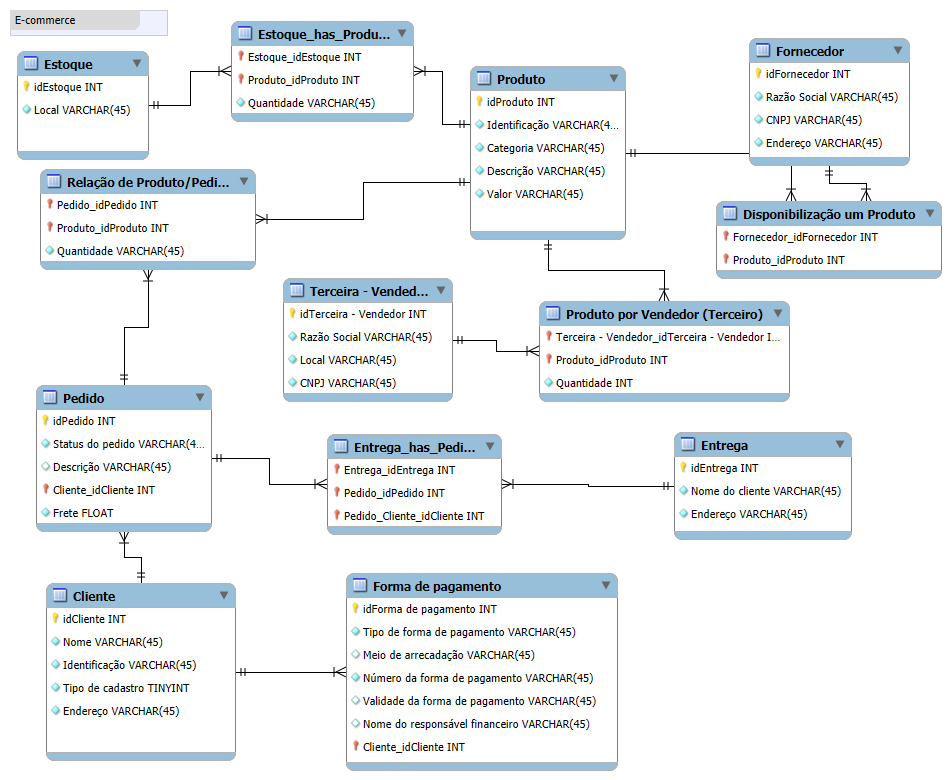 E-commerce
Estoque
idEstoque INT
Local VARCHAR(45)
Estoque_has_Produ...
Estoque_idEstoque INT
Produto_idProduto INT
Quantidade VARCHAR(45)
Produto
idProduto INT
Identificação VARCHAR(4...
Categoria VARCHAR(45)
Descrição VARCHAR(45)
Valor VARCHAR(45)
Fornecedor
idFornecedor INT
Razão Social VARCHAR(45)
CNPJ VARCHAR(45)
Endereço VARCHAR(45)
Relação de Produto/Pedi...
Pedido_idPedido INT
Produto_idProduto INT
Quantidade VARCHAR(45)
Disponibilização um Produto
Fornecedor_idFornecedor INT
Produto_idProduto INT
Terceira - Vended...
idTerceira - Vendedor INT
Razão Social VARCHAR(45)
Local VARCHAR(45)
CNPJ VARCHAR(45)
Produto por Vendedor (Terceiro)
Terceira - Vendedor_idTerceira - Vendedor I...
Produto_idProduto INT
Quantidade INT
Pedido
idPedido INT
Status do pedido VARCHAR(4...
Descrição VARCHAR(45)
Cliente_idCliente INT
Frete FLOAT
Entrega_has_Pedi...
Entrega_idEntrega INT
Pedido_idPedido INT
Pedido_Cliente_idCliente INT
Entrega
idEntrega INT
Nome do cliente VARCHAR(45)
Endereço VARCHAR(45)
Cliente
idCliente INT
Nome VARCHAR(45)
Identificação VARCHAR(45)
Tipo de cadastro TINYINT
Endereço VARCHAR(45)
Forma de pagamento
idForma de pagamento INT
Tipo de forma de pagamento VARCHAR(45)
Meio de arrecadação VARCHAR(45)
Número da forma de pagamento VARCHAR(45)
Validade da forma de pagamento VARCHAR(45)
Nome do responsável financeiro VARCHAR(45)
Cliente_idCliente INT